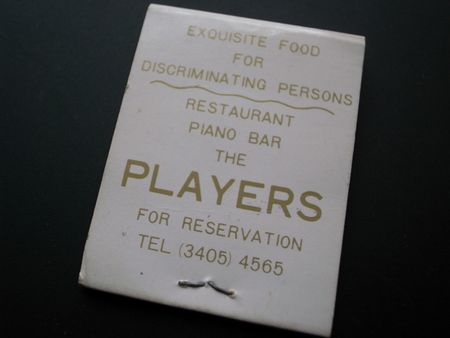 EXQUISITE FOOD
FOR
DISCRIMINATING PERSONS
RESTAURANT
PIANO BAR
THE
PLAYERS
FOR RESERVATION
TEL (3405) 4565